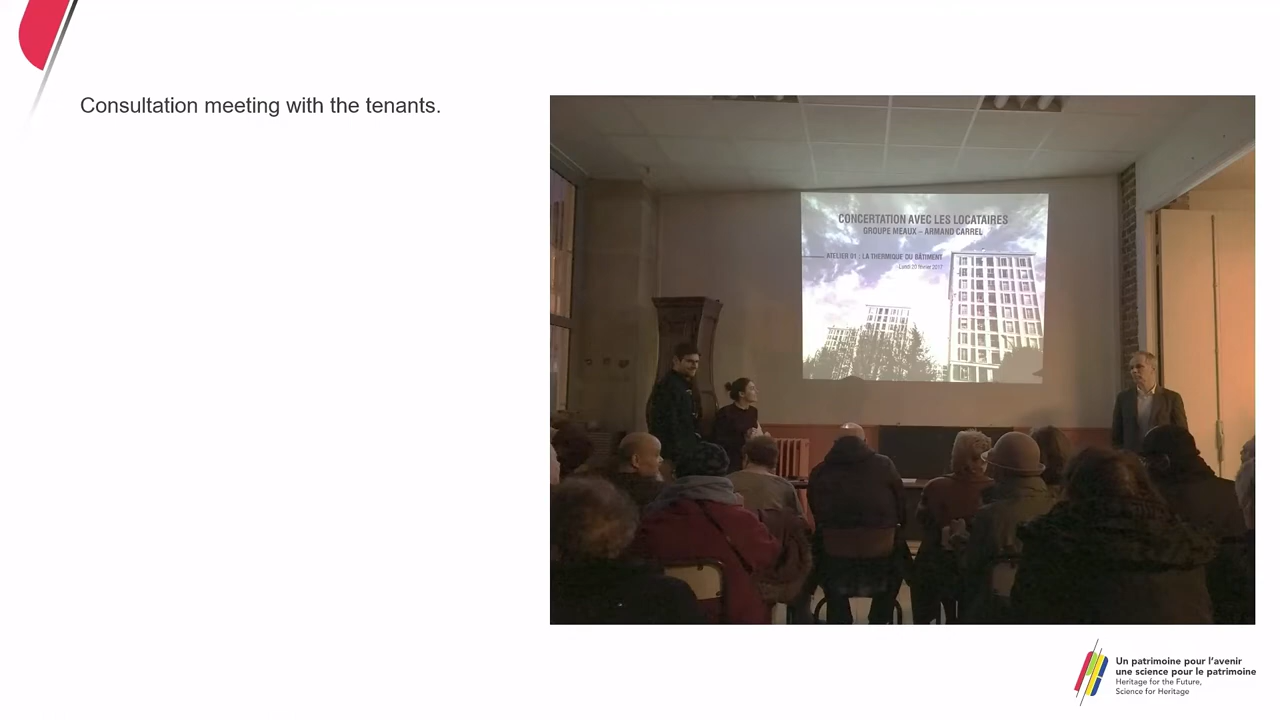 Consultation meeting with the tenants.
CONCERTATION AVEC LES LOCATAIRES
GROUPE MEAUX – ARMAND CARREL
ATELIER 01 : LA THERMIQUE DU BÂTIMENT
- Lundi 20 février 2017
Un patrimoine pour l'avenir
une science pour le patrimoine
Heritage for the Future,
Science for Heritage